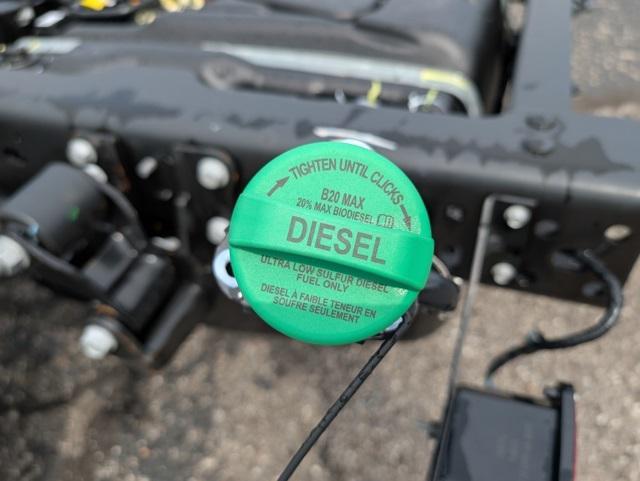 TIGHTEN UNTIL CLICKS
B20 MAX
20% MAX BIODIESEL
DIESEL
ULTRA LOW SULFUR DIESEL
FUEL ONLY
DIESEL À FAIBLE TENEUR EN
SOUFRE SEULEMENT